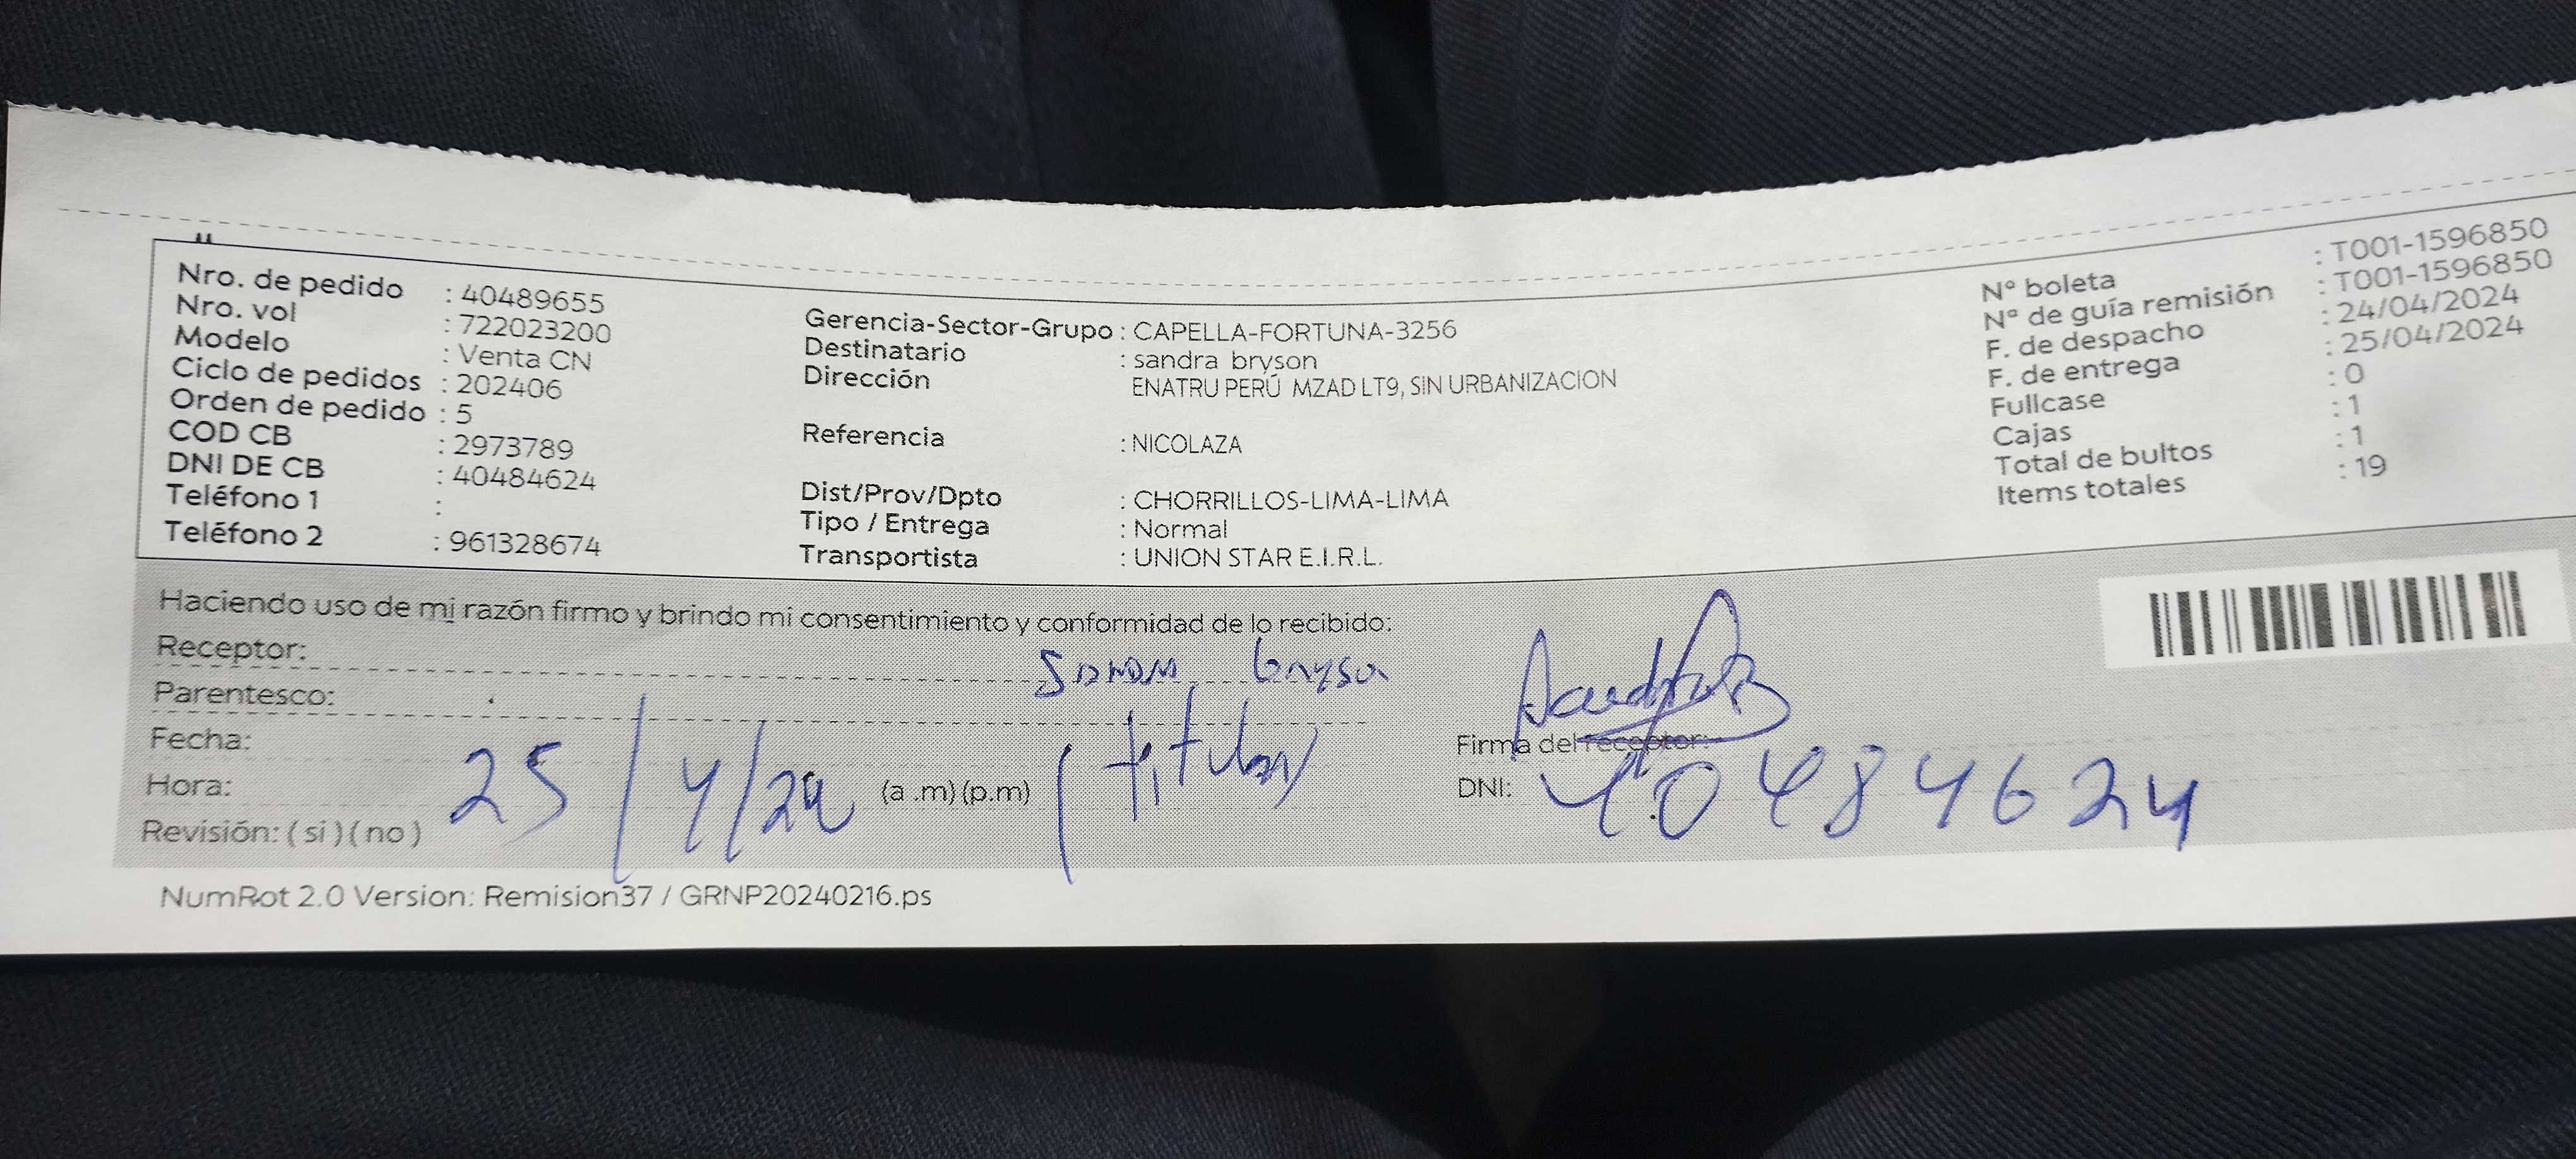 Nro. de pedido : 40489655
Nro. vol : 722023200
Modelo : Venta CN
Ciclo de pedidos : 202406
Orden de pedido : 5
COD CB : 2973789
DNI DE CB : 40484624
Teléfono 1 :
Teléfono 2 : 961328674
Gerencia-Sector-Grupo : CAPELLA-FORTUNA-3256
Destinatario : sandra bryson
Dirección ENATRU PERÚ MZAD LT9, SIN URBANIZACION
Referencia : NICOLAZA
Dist/Prov/Dpto : CHORRILLOS-LIMA-LIMA
Tipo / Entrega : Normal
Transportista : UNION STAR E.I.R.L.
Nº boleta : T001-1596850
Nº de guía remisión : T001-1596850
F. de despacho : 24/04/2024
F. de entrega : 25/04/2024
Fullcase : 0
Cajas : 1
Total de bultos : 1
Items totales : 19
Haciendo uso de mi razón firmo y brindo mi consentimiento y conformidad de lo recibido:
Receptor:
Parentesco:
Fecha: 25/4/24 (titular)
Hora: (a .m)(p.m)
Revisión: ( si )( no )
Firma del receptor:
DNI: 40484624
NumRot 2.0 Version: Remision37 / GRNP20240216.ps